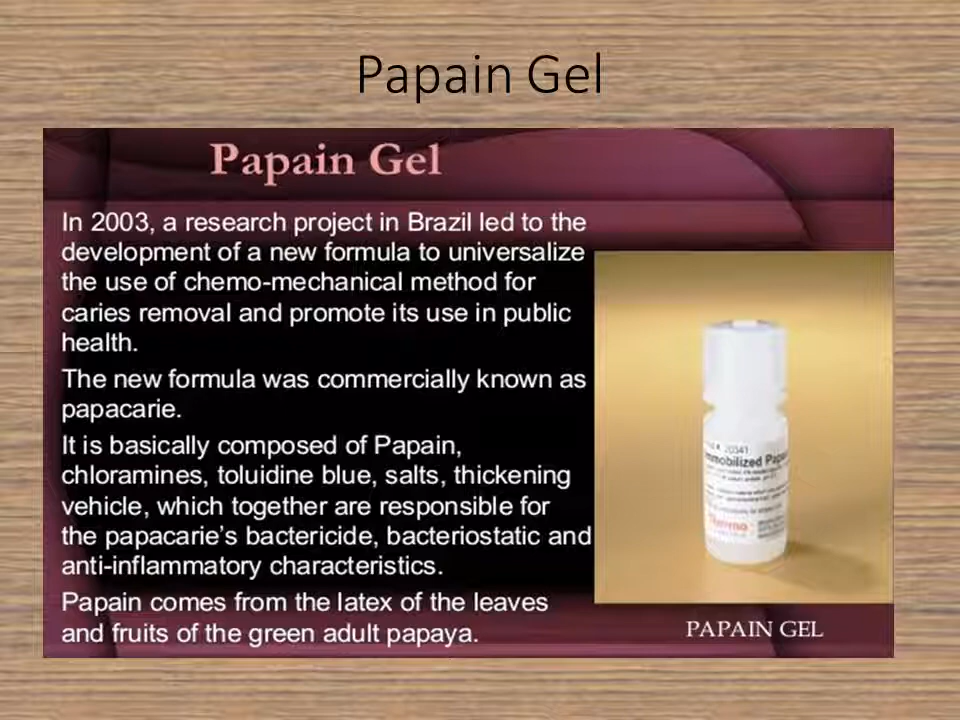 Papain Gel
Papain Gel
In 2003, a research project in Brazil led to the
development of a new formula to universalize
the use of chemo-mechanical method for
caries removal and promote its use in public
health.
The new formula was commercially known as
papacarie.
It is basically composed of Papain,
chloramines, toluidine blue, salts, thickening
vehicle, which together are responsible for
the papacarie's bactericide, bacteriostatic and
anti-inflammatory characteristics.
Papain comes from the latex of the leaves
and fruits of the green adult papaya.
20341
mmobilized Papa
PAPAIN GEL